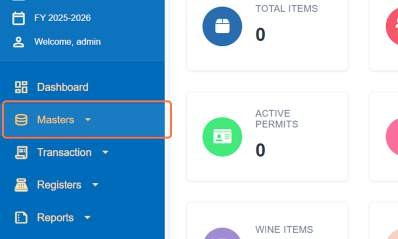 FY 2025-2026
Welcome, admin
Dashboard
Masters
Transaction
Registers
Reports
TOTAL ITEMS
0
ACTIVE
PERMITS
0
WINE ITEMS